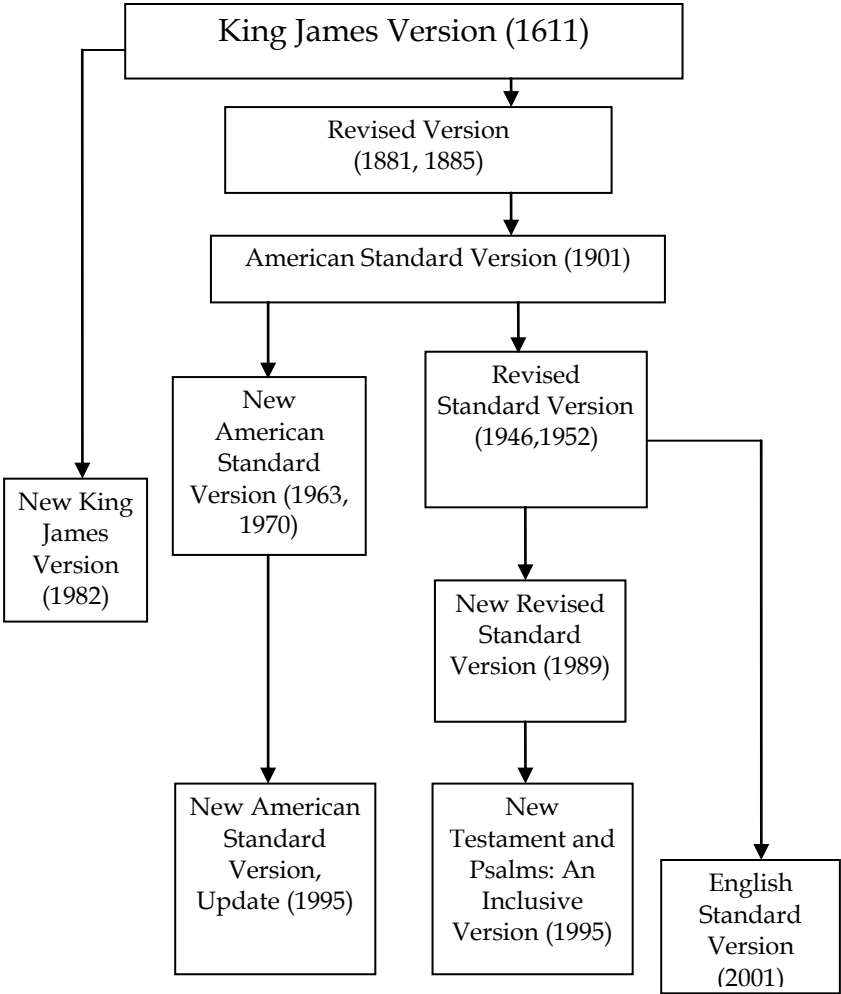 King James Version (1611)
Revised Version
(1881, 1885)
American Standard Version (1901)
New
American
Standard
Version (1963,
1970)
Revised
Standard Version
(1946,1952)
New King
James
Version
(1982)
New Revised
Standard
Version (1989)
New American
Standard
Version,
Update (1995)
New
Testament and
Psalms: An
Inclusive
Version (1995)
English
Standard
Version
(2001)